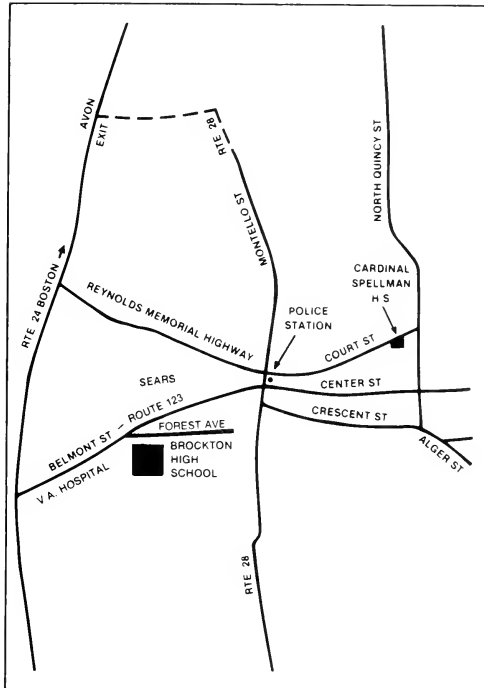 AVON
EXIT
RTE 28
NORTH QUINCY ST
MONTELLO ST
RTE 24 BOSTON
CARDINAL
SPELLMAN
H S
REYNOLDS MEMORIAL HIGHWAY
POLICE
STATION
COURT ST
SEARS
CENTER ST
BELMONT ST - ROUTE 123
FOREST AVE
CRESCENT ST
BROCKTON
HIGH
SCHOOL
ALGER ST
V A. HOSPITAL
RTE 28